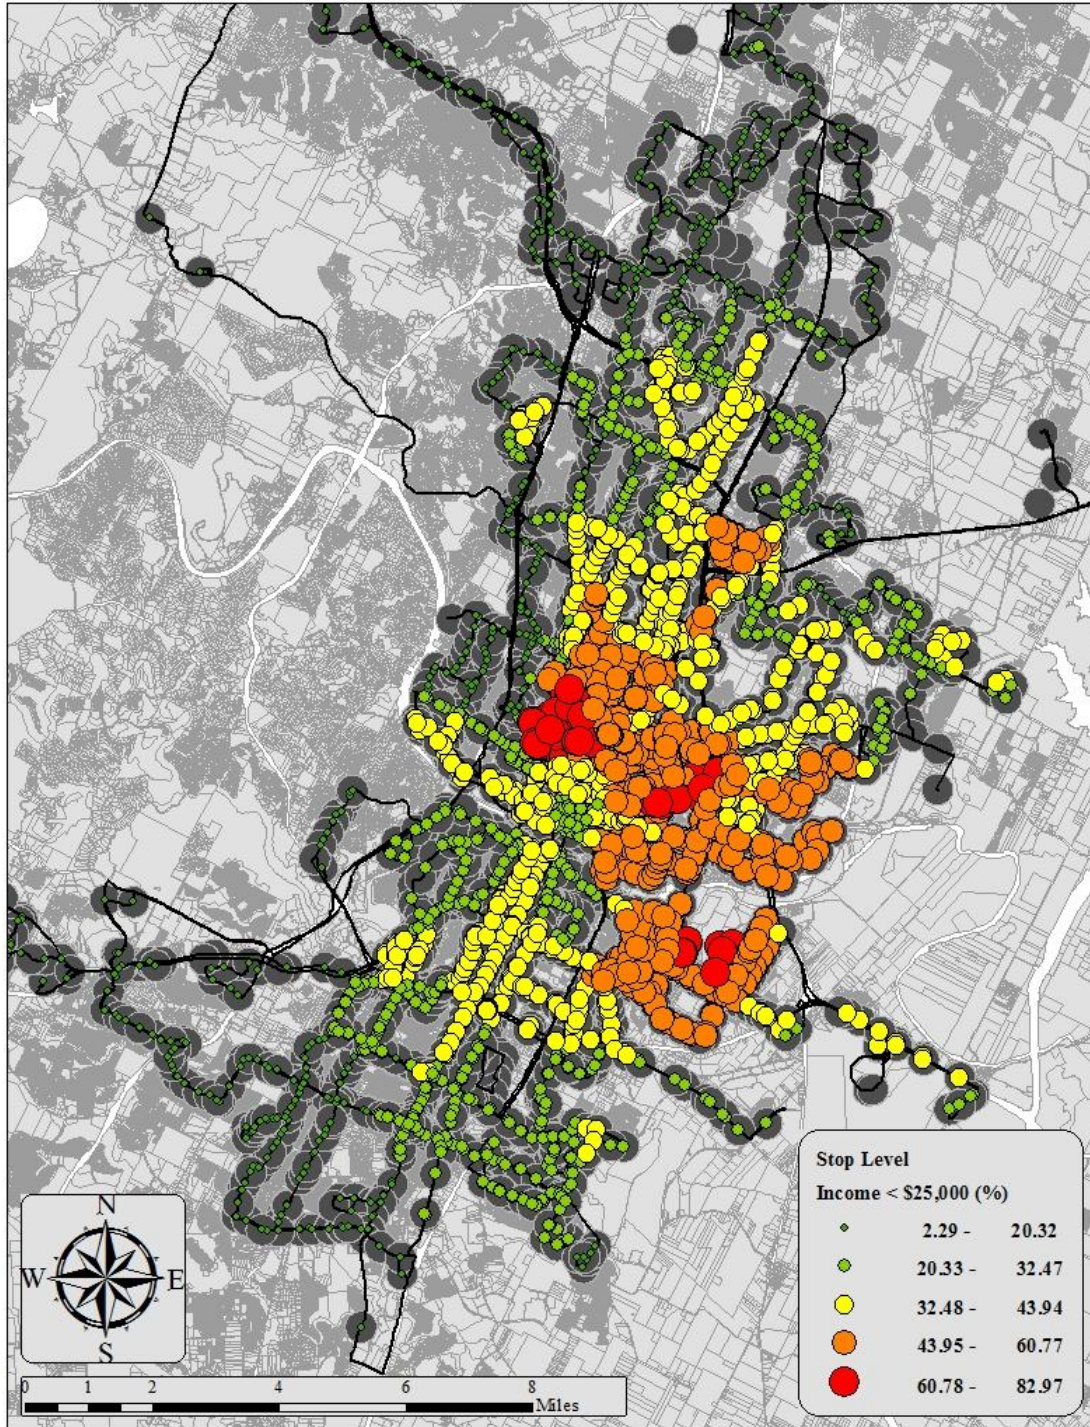 Stop Level
Income < $25,000 (%)
2.29 - 20.32
20.33 - 32.47
32.48 - 43.94
43.95 - 60.77
60.78 - 82.97
N
W E
S
0 1 2 4 6 8
Miles